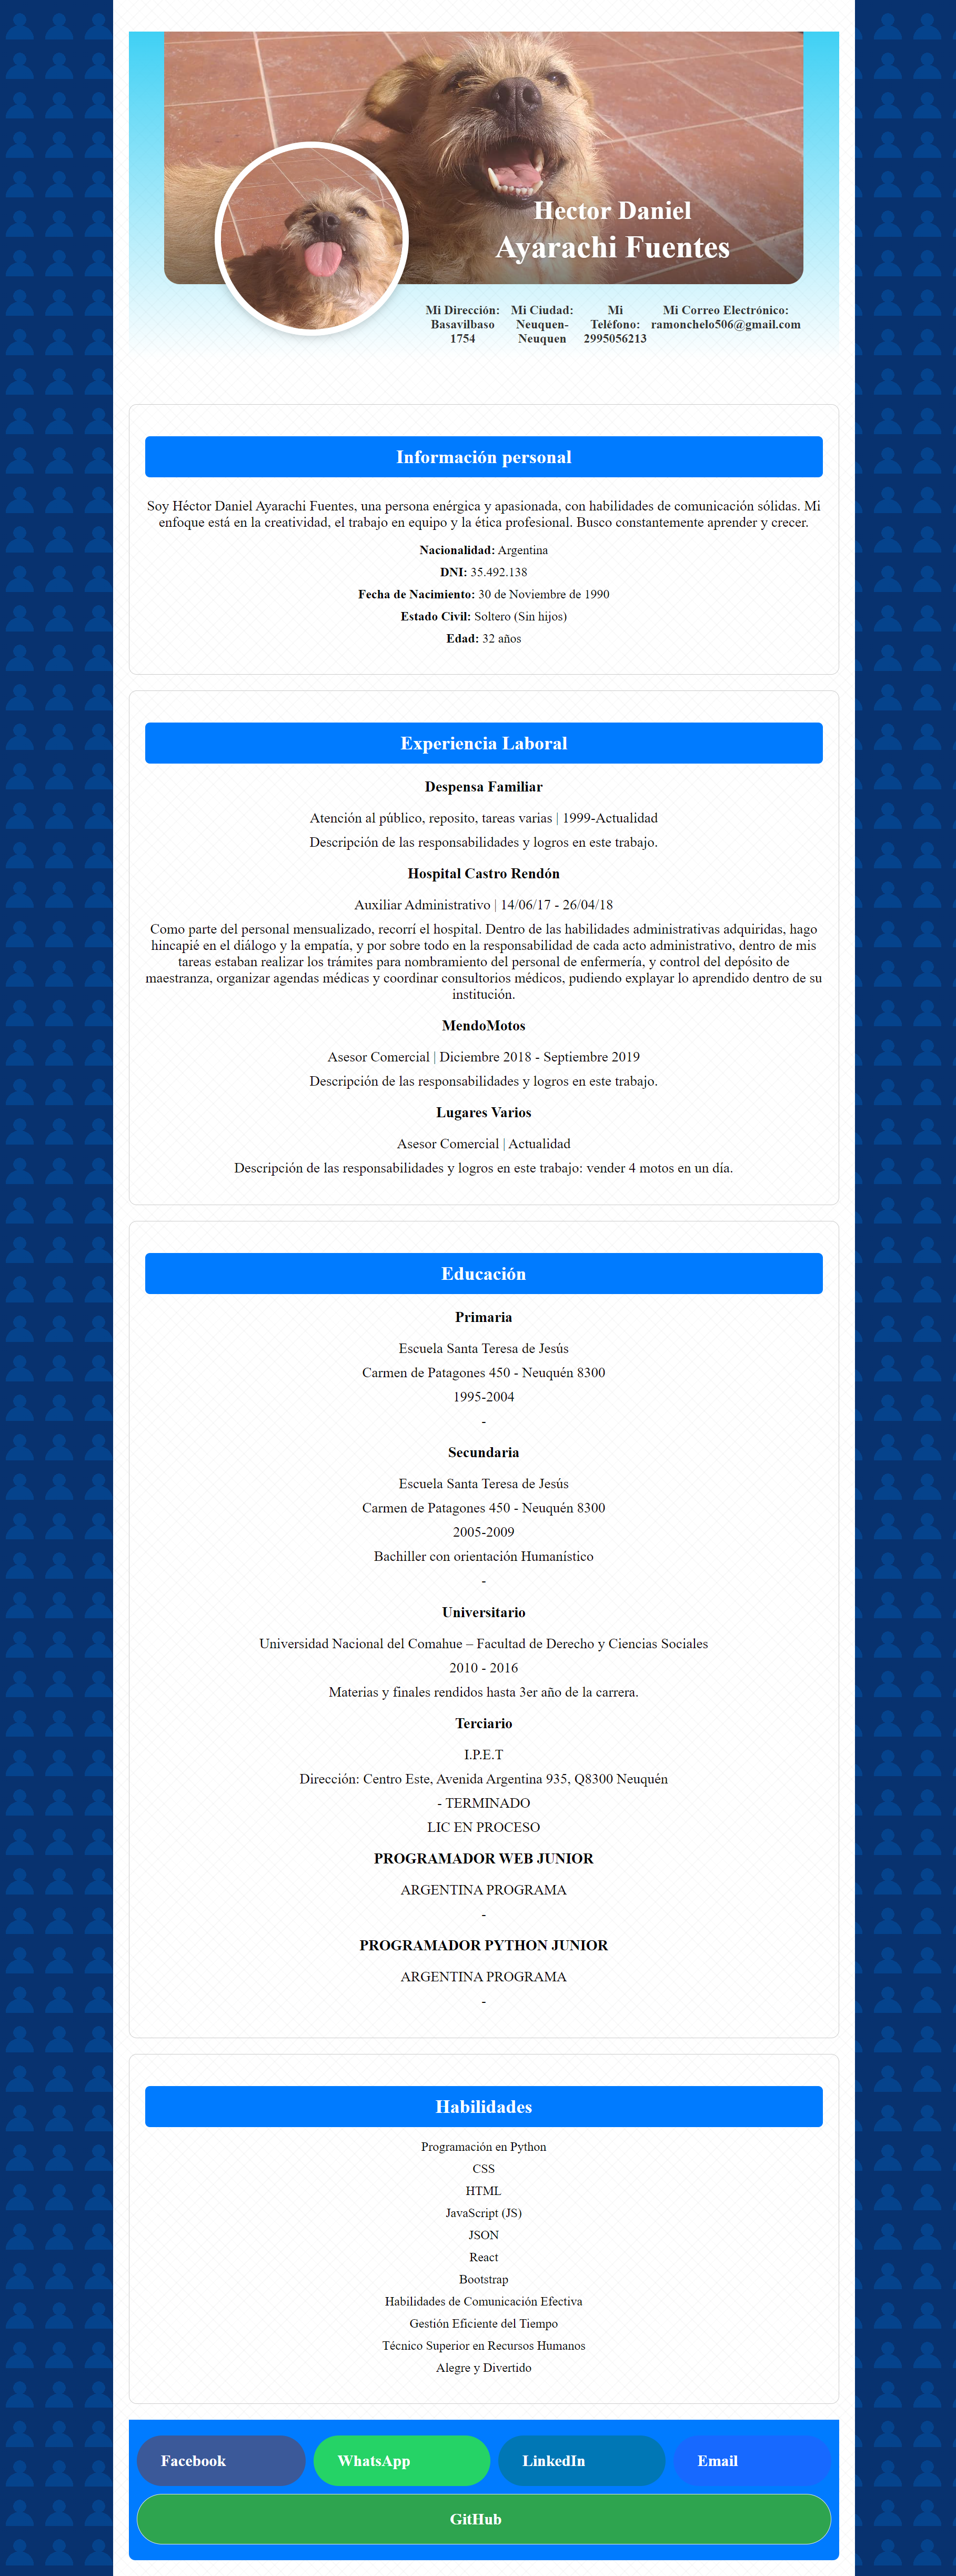 Hector Daniel
Ayarachi Fuentes
Mi Dirección:
Basavilbaso
1754
Mi Ciudad:
Neuquen-
Neuquen
Mi
Teléfono:
2995056213
Mi Correo Electrónico:
ramonchelo506@gmail.com
Información personal
Soy Héctor Daniel Ayarachi Fuentes, una persona enérgica y apasionada, con habilidades de comunicación sólidas. Mi
enfoque está en la creatividad, el trabajo en equipo y la ética profesional. Busco constantemente aprender y crecer.
Nacionalidad: Argentina
DNI: 35.492.138
Fecha de Nacimiento: 30 de Noviembre de 1990
Estado Civil: Soltero (Sin hijos)
Edad: 32 años
Experiencia Laboral
Despensa Familiar
Atención al público, reposito, tareas varias | 1999-Actualidad
Descripción de las responsabilidades y logros en este trabajo.
Hospital Castro Rendón
Auxiliar Administrativo | 14/06/17 - 26/04/18
Como parte del personal mensualizado, recorrí el hospital. Dentro de las habilidades administrativas adquiridas, hago
hincapié en el diálogo y la empatía, y por sobre todo en la responsabilidad de cada acto administrativo, dentro de mis
tareas estaban realizar los trámites para nombramiento del personal de enfermería, y control del depósito de
maestranza, organizar agendas médicas y coordinar consultorios médicos, pudiendo explayar lo aprendido dentro de su
institución.
MendoMotos
Asesor Comercial | Diciembre 2018 - Septiembre 2019
Descripción de las responsabilidades y logros en este trabajo.
Lugares Varios
Asesor Comercial | Actualidad
Descripción de las responsabilidades y logros en este trabajo: vender 4 motos en un día.
Educación
Primaria
Escuela Santa Teresa de Jesús
Carmen de Patagones 450 - Neuquén 8300
1995-2004
-
Secundaria
Escuela Santa Teresa de Jesús
Carmen de Patagones 450 - Neuquén 8300
2005-2009
Bachiller con orientación Humanístico
-
Universitario
Universidad Nacional del Comahue – Facultad de Derecho y Ciencias Sociales
2010 - 2016
Materias y finales rendidos hasta 3er año de la carrera.
Terciario
I.P.E.T
Dirección: Centro Este, Avenida Argentina 935, Q8300 Neuquén
- TERMINADO
LIC EN PROCESO
PROGRAMADOR WEB JUNIOR
ARGENTINA PROGRAMA
-
PROGRAMADOR PYTHON JUNIOR
ARGENTINA PROGRAMA
-
Habilidades
Programación en Python
CSS
HTML
JavaScript (JS)
JSON
React
Bootstrap
Habilidades de Comunicación Efectiva
Gestión Eficiente del Tiempo
Técnico Superior en Recursos Humanos
Alegre y Divertido
Facebook
WhatsApp
LinkedIn
Email
GitHub